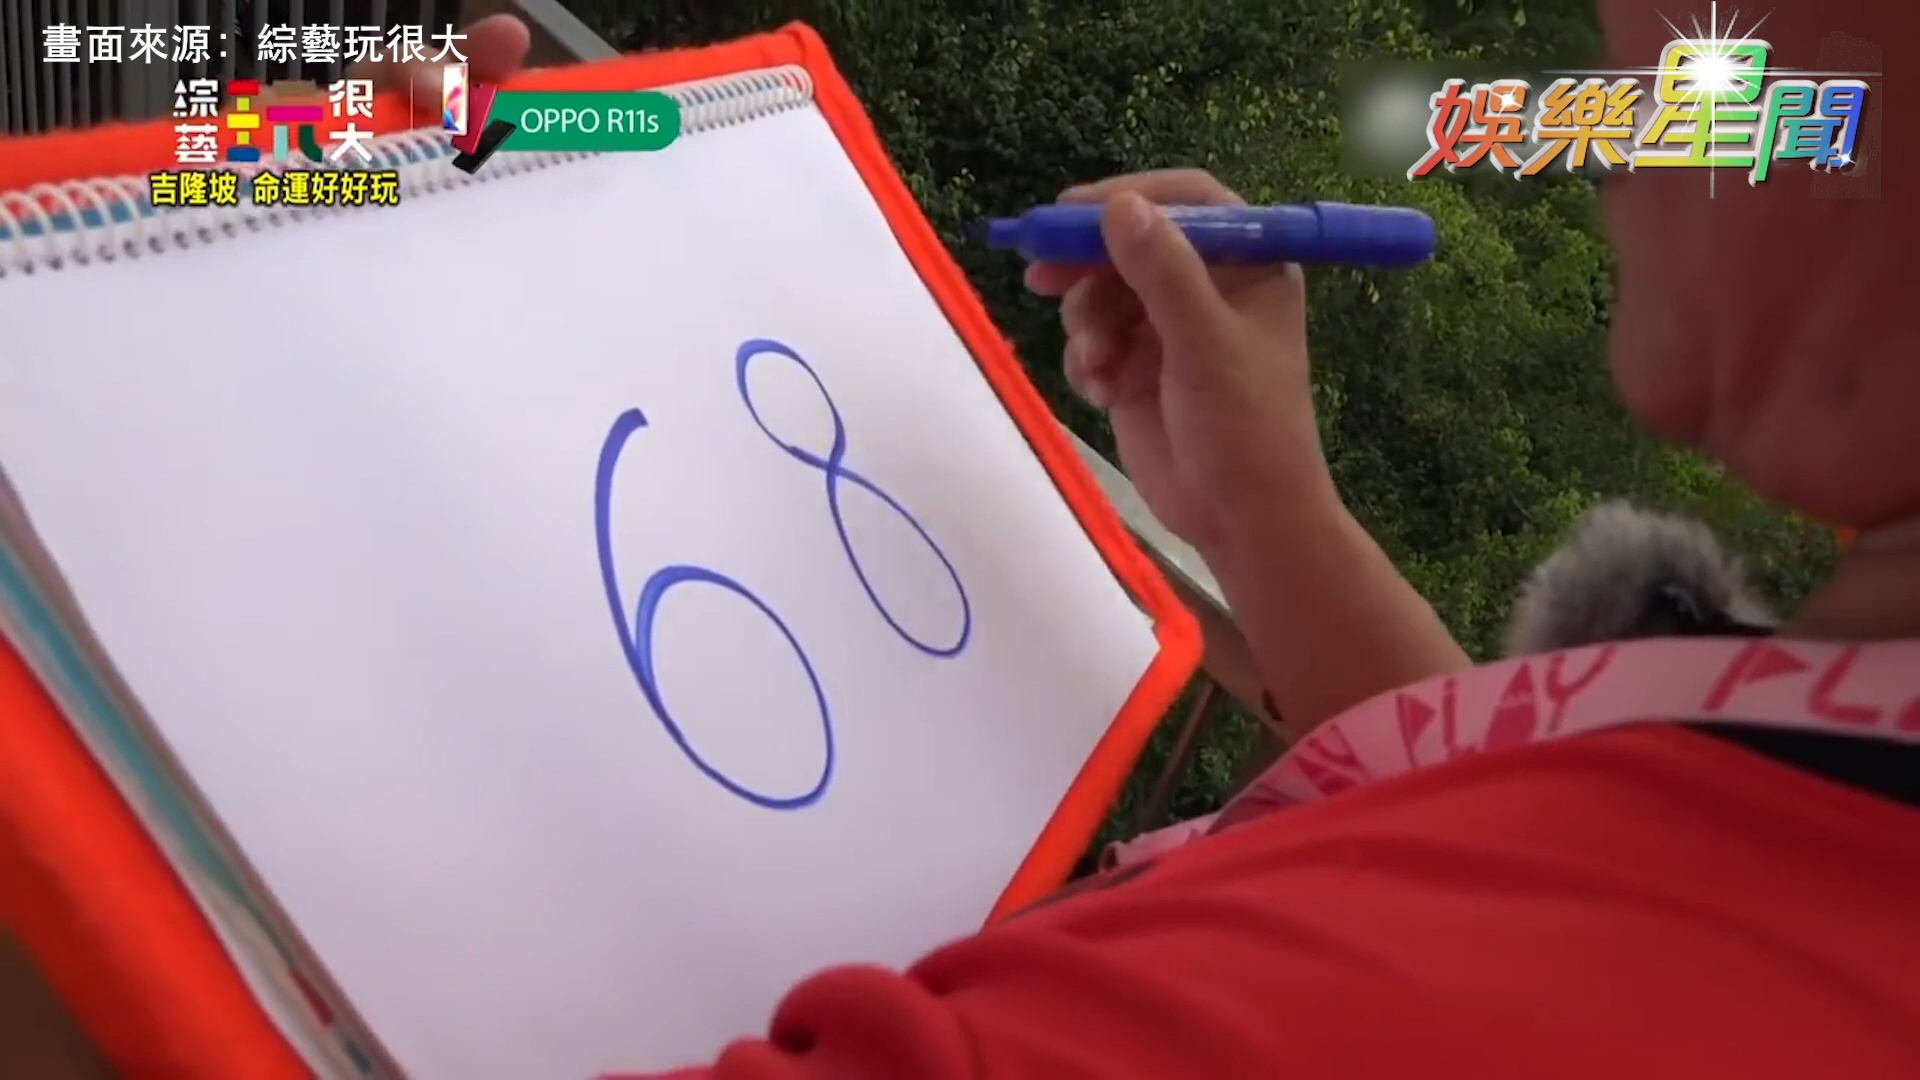 畫面來源：綜藝玩很大
綜藝玩很大
OPPO R11s
吉隆坡 命運好好玩
娛樂星聞
68
PLAY PLAY